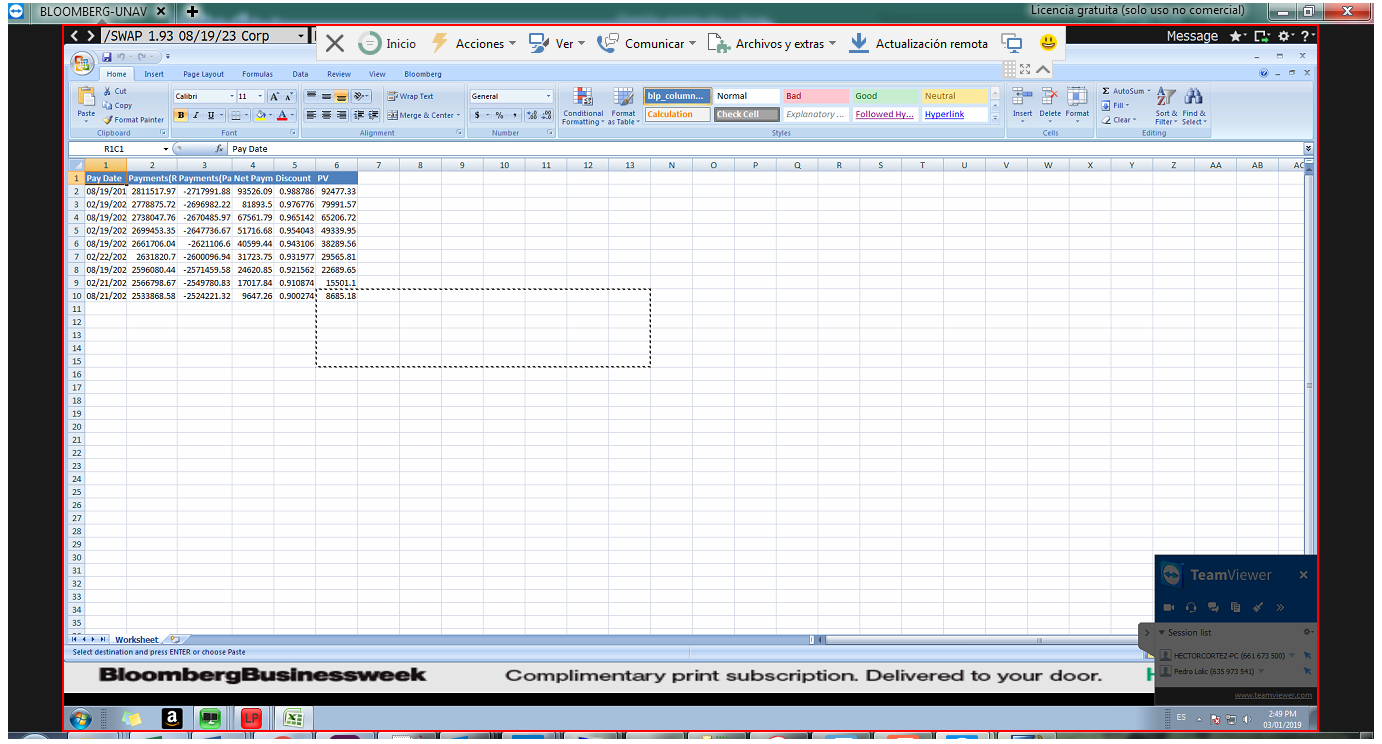 BLOOMBERG-UNAV × +
Licencia gratuita (solo uso no comercial)
/SWAP 1.93 08/19/23 Corp
Inicio Acciones Ver Comunicar Archivos y extras Actualización remota
Message
Home Insert Page Layout Formulas Data Review View Bloomberg
Paste
Cut
Copy
Format Painter
Clipboard
Calibri 11
B I U
Font
Wrap Text
Merge & Center
Alignment
General
$ % ,
Number
Conditional Formatting
Format as Table
blp_column... Normal Bad Good Neutral
Calculation Check Cell Explanatory ... Followed Hy... Hyperlink
Styles
Insert Delete Format
Cells
Σ AutoSum
Fill
Clear
Sort & Filter
Find & Select
Editing
R1C1 fx Pay Date
1 2 3 4 5 6 7 8 9 10 11 12 13 N O P Q R S T U V W X Y Z AA AB AC
1 Pay Date Payments(R Payments(Pa Net Paym Discount PV
2 08/19/201 2811517.97 -2717991.88 93526.09 0.988786 92477.33
3 02/19/202 2778875.72 -2696982.22 81893.5 0.976776 79991.57
4 08/19/202 2738047.76 -2670485.97 67561.79 0.965142 65206.72
5 02/19/202 2699453.35 -2647736.67 51716.68 0.954043 49339.95
6 08/19/202 2661706.04 -2621106.6 40599.44 0.943106 38289.56
7 02/22/202 2631820.7 -2600096.94 31723.75 0.931977 29565.81
8 08/19/202 2596080.44 -2571459.58 24620.85 0.921562 22689.65
9 02/21/202 2566798.67 -2549780.83 17017.84 0.910874 15501.1
10 08/21/202 2533868.58 -2524221.32 9647.26 0.900274 8685.18
11
12
13
14
15
16
17
18
19
20
21
22
23
24
25
26
27
28
29
30
31
32
33
34
35
Worksheet
Select destination and press ENTER or choose Paste
TeamViewer ×
Session list
HECTORCORTEZ-PC (661 673 500)
Pedro Lolic (635 973 541)
www.teamviewer.com
BloombergBusinessweek Complimentary print subscription. Delivered to your door.
a LP
ES 2:49 PM
03/01/2019